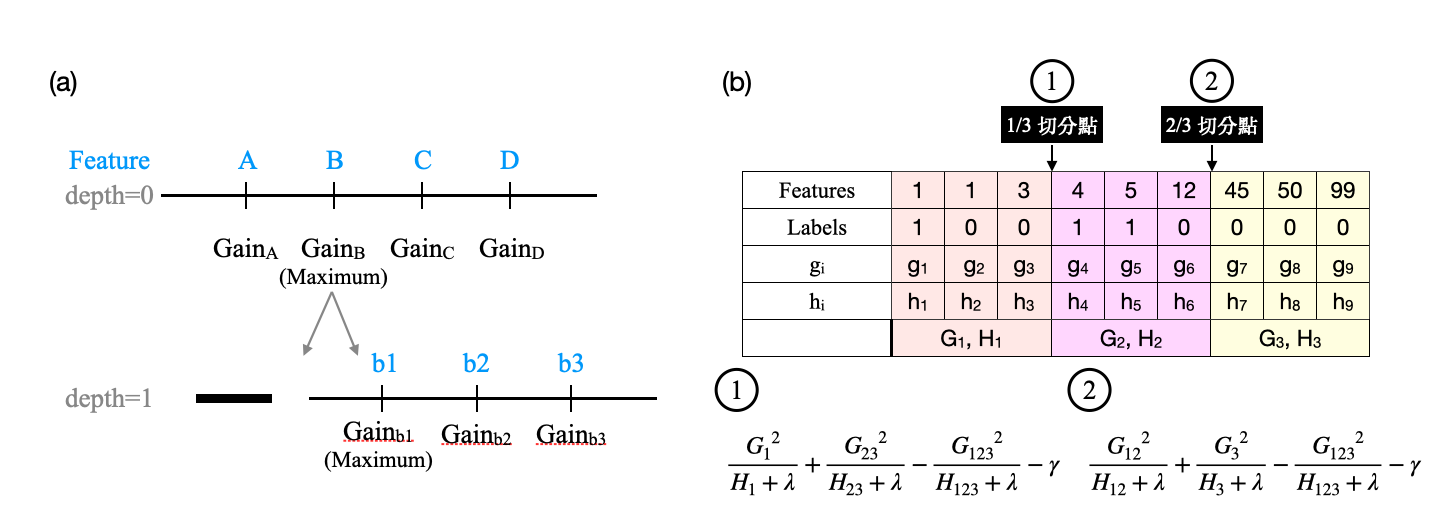 (a)
Feature A B C D
depth=0
GainA GainB GainC GainD
(Maximum)
b1 b2 b3
depth=1
Gainb1 Gainb2 Gainb3
(Maximum)
(b)
1 2
1/3 切分點 2/3 切分點
Features 1 1 3 4 5 12 45 50 99
Labels 1 0 0 1 1 0 0 0 0
gi g1 g2 g3 g4 g5 g6 g7 g8 g9
hi h1 h2 h3 h4 h5 h6 h7 h8 h9
G1, H1 G2, H2 G3, H3
1
G1² / (H1 + λ) + G23² / (H23 + λ) − G123² / (H123 + λ) − γ
2
G12² / (H12 + λ) + G3² / (H3 + λ) − G123² / (H123 + λ) − γ